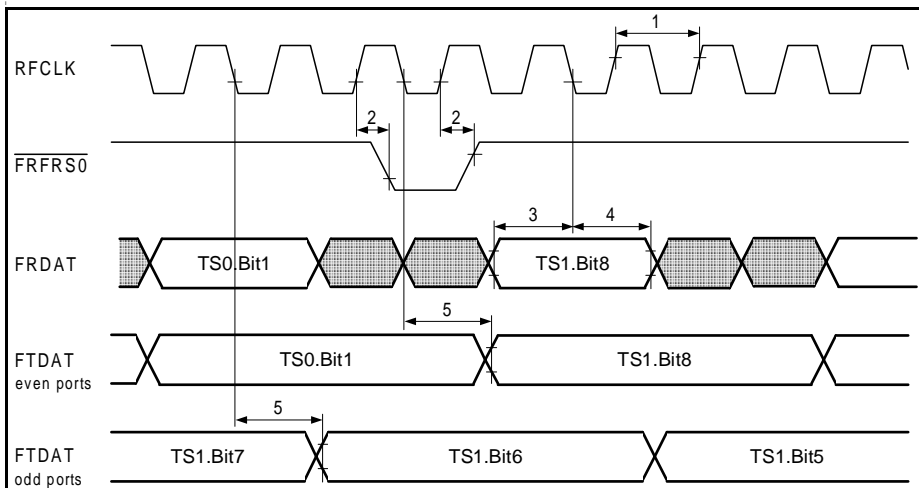 1
RFCLK
2 2
FRFRS0
3 4
FRDAT TS0.Bit1 TS1.Bit8
5
FTDAT TS0.Bit1 TS1.Bit8
even ports
5
FTDAT TS1.Bit7 TS1.Bit6 TS1.Bit5
odd ports